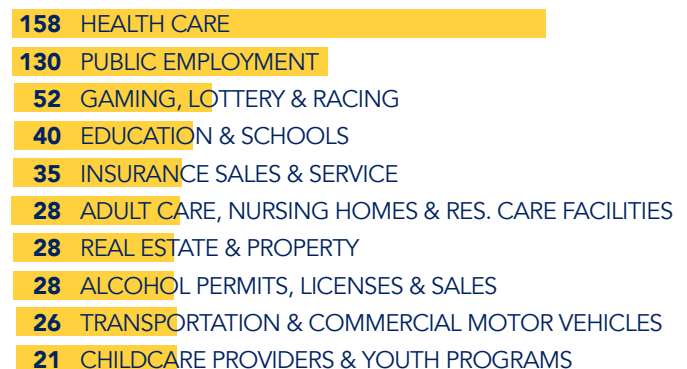 158 HEALTH CARE
130 PUBLIC EMPLOYMENT
52 GAMING, LOTTERY & RACING
40 EDUCATION & SCHOOLS
35 INSURANCE SALES & SERVICE
28 ADULT CARE, NURSING HOMES & RES. CARE FACILITIES
28 REAL ESTATE & PROPERTY
28 ALCOHOL PERMITS, LICENSES & SALES
26 TRANSPORTATION & COMMERCIAL MOTOR VEHICLES
21 CHILDCARE PROVIDERS & YOUTH PROGRAMS